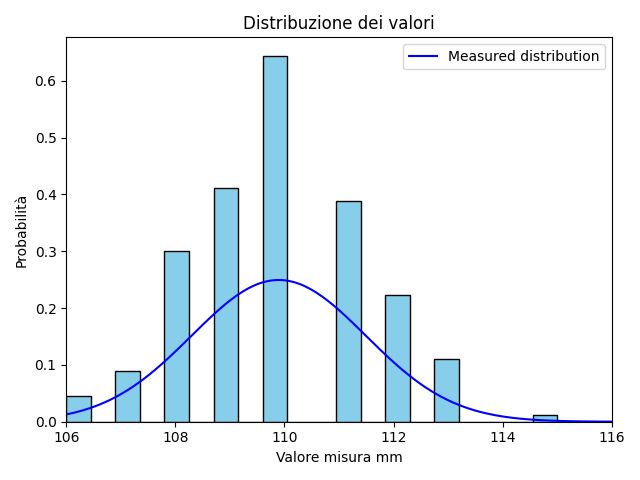 Distribuzione dei valori
Measured distribution
Probabilità
0.6
0.5
0.4
0.3
0.2
0.1
0.0
106 108 110 112 114 116
Valore misura mm